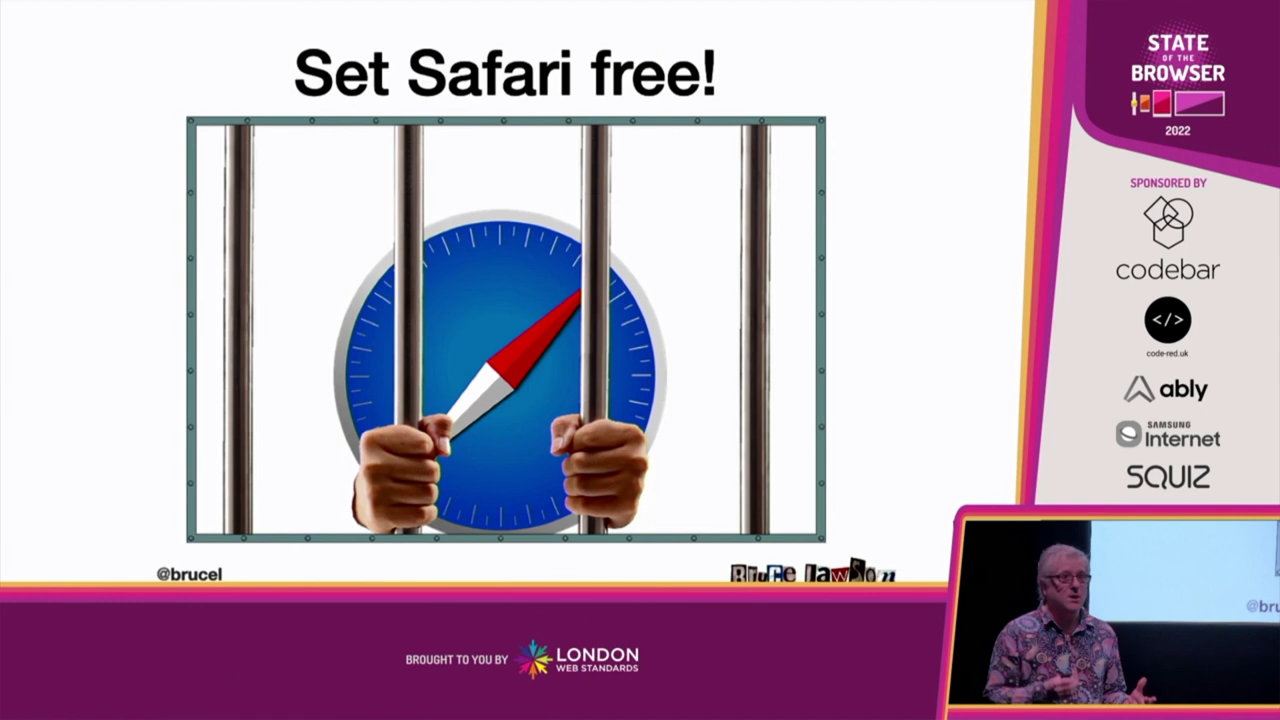 Set Safari free!
@brucel
Bruce Lawson
STATE
OF THE
BROWSER
2022
SPONSORED BY
codebar
</>
code-red.uk
ably
SAMSUNG
Internet
SQUIZ
@bru
BROUGHT TO YOU BY
LONDON
WEB STANDARDS